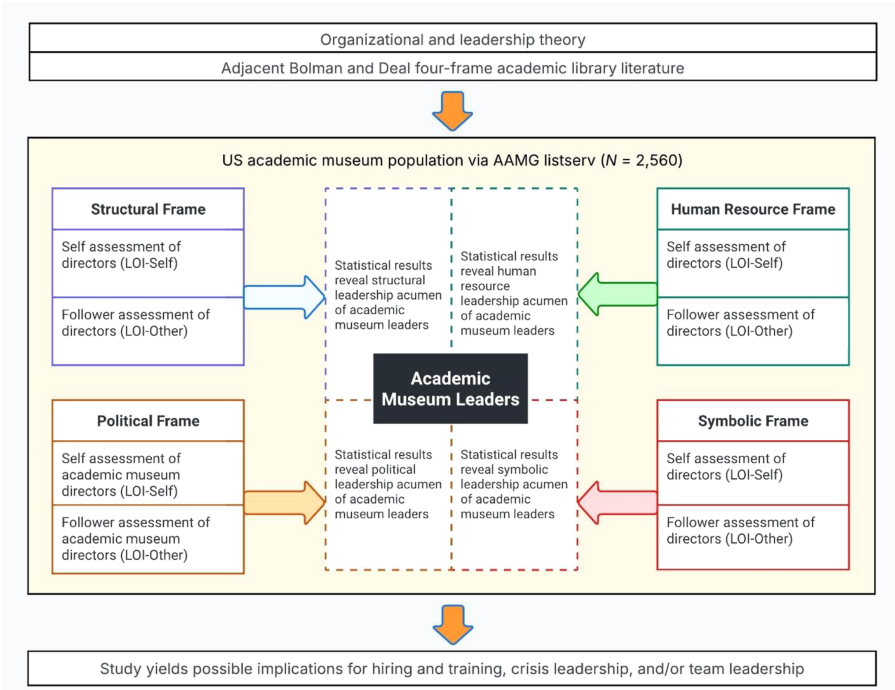 Organizational and leadership theory
Adjacent Bolman and Deal four-frame academic library literature
US academic museum population via AAMG listserv (N = 2,560)
Structural Frame
Self assessment of
directors (LOI-Self)
Follower assessment of
directors (LOI-Other)
Statistical results
reveal structural
leadership acumen
of academic
museum leaders
Statistical results
reveal human
resource
leadership acumen
of academic
museum leaders
Human Resource Frame
Self assessment of
directors (LOI-Self)
Follower assessment of
directors (LOI-Other)
Academic
Museum Leaders
Political Frame
Self assessment of
academic museum
directors (LOI-Self)
Follower assessment of
academic museum
directors (LOI-Other)
Statistical results
reveal political
leadership acumen
of academic
museum leaders
Statistical results
reveal symbolic
leadership acumen
of academic
museum leaders
Symbolic Frame
Self assessment of
directors (LOI-Self)
Follower assessment of
directors (LOI-Other)
Study yields possible implications for hiring and training, crisis leadership, and/or team leadership